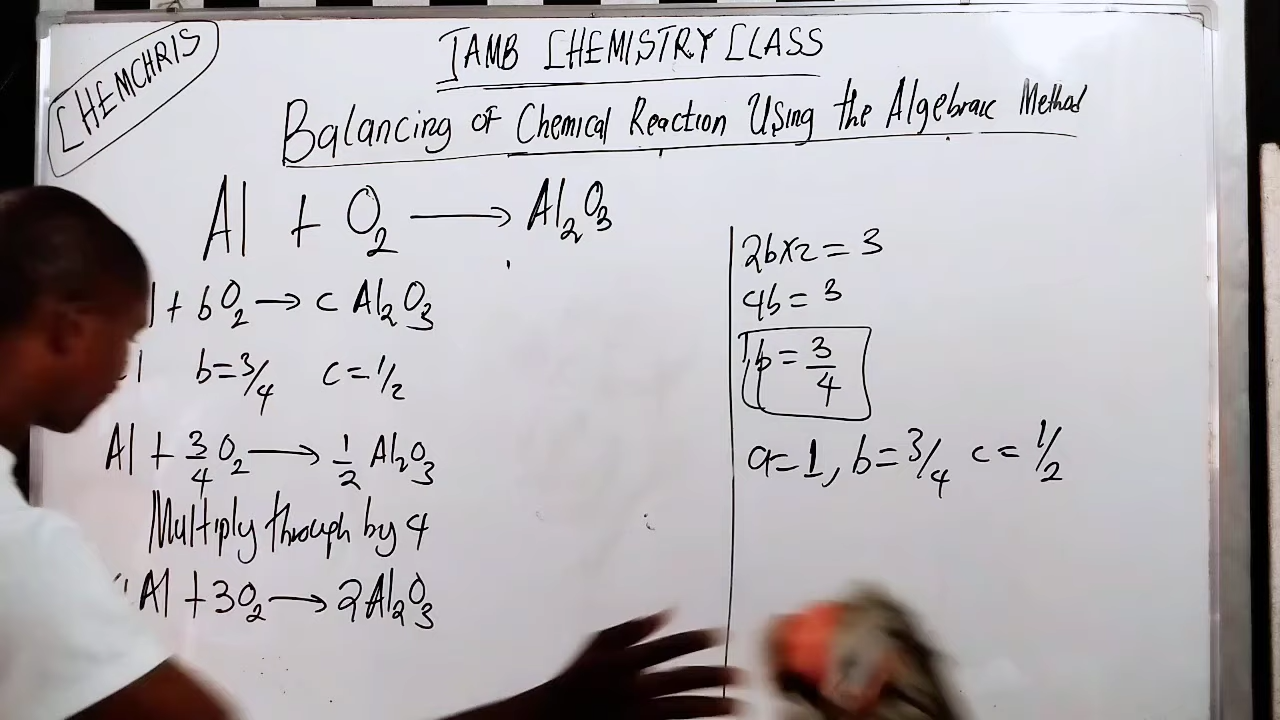 CHEMCHRIS
JAMB CHEMISTRY CLASS
Balancing of Chemical Reaction Using the Algebraic Method
Al + O₂ → Al₂O₃
+ bO₂ → c Al₂O₃
b=3/4 c=1/2
Al + 3/4 O₂ → 1/2 Al₂O₃
Multiply through by 4
Al + 3O₂ → 2Al₂O₃
2b×2 = 3
4b = 3
b = 3/4
a=1, b=3/4 c=1/2